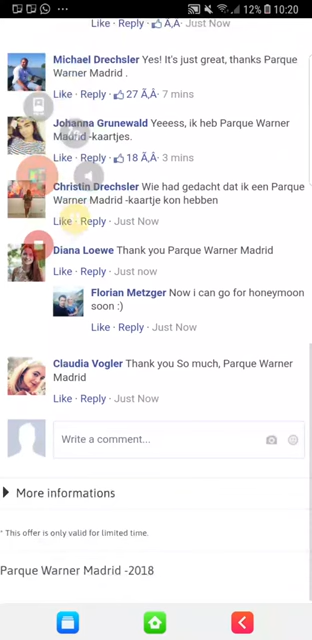 12% 10:20
Like · Reply · Ã,Â Just Now
Michael Drechsler Yes! It's just great, thanks Parque
Warner Madrid .
Like · Reply · 27 Ã,Â· 7 mins
Johanna Grunewald Yeeess, ik heb Parque Warner
Madrid -kaartjes.
Like · Reply · 18 Ã,Â· 3 mins
Christin Drechsler Wie had gedacht dat ik een Parque
Warner Madrid -kaartje kon hebben
Like · Reply · Just Now
Diana Loewe Thank you Parque Warner Madrid
Like · Reply · Just now
Florian Metzger Now i can go for honeymoon
soon :)
Like · Reply · Just Now
Claudia Vogler Thank you So much, Parque Warner
Madrid
Like · Reply · Just Now
Write a comment...
More informations
* This offer is only valid for limited time.
Parque Warner Madrid -2018